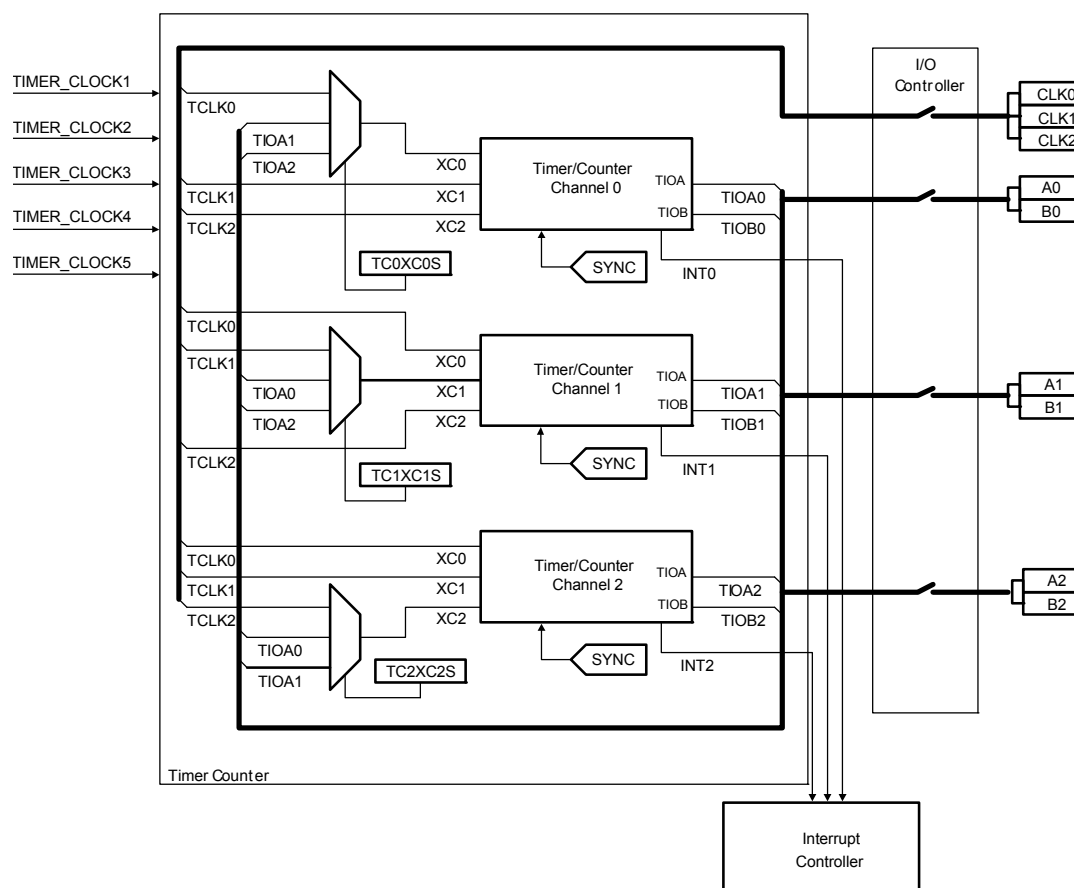 I/O
Controller
TIMER_CLOCK1
TIMER_CLOCK2
TIMER_CLOCK3
TIMER_CLOCK4
TIMER_CLOCK5
CLK0
CLK1
CLK2
TCLK0
TIOA1
TIOA2
TCLK1
TCLK2
XC0
XC1
XC2
Timer/Counter
Channel 0
TIOA
TIOB
TIOA0
TIOB0
A0
B0
TC0XC0S
SYNC
INT0
TCLK0
TCLK1
TIOA0
TIOA2
TCLK2
XC0
XC1
XC2
Timer/Counter
Channel 1
TIOA
TIOB
TIOA1
TIOB1
A1
B1
TC1XC1S
SYNC
INT1
TCLK0
TCLK1
TCLK2
TIOA0
TIOA1
XC0
XC1
XC2
Timer/Counter
Channel 2
TIOA
TIOB
TIOA2
TIOB2
A2
B2
TC2XC2S
SYNC
INT2
Timer Counter
Interrupt
Controller